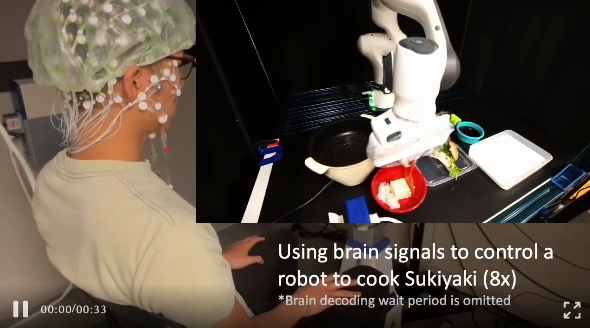 Using brain signals to control a
robot to cook Sukiyaki (8x)
*Brain decoding wait period is omitted
00:00/00:33